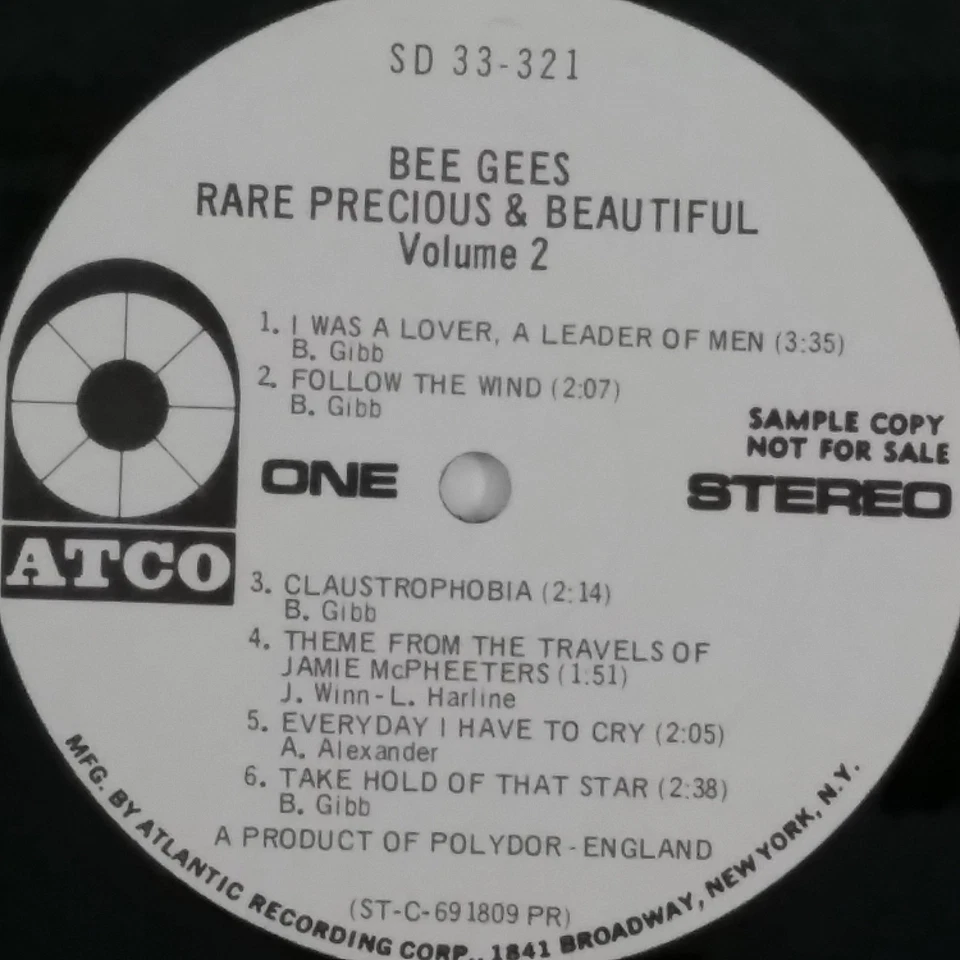 SD 33-321
BEE GEES
RARE PRECIOUS & BEAUTIFUL
Volume 2
1. I WAS A LOVER, A LEADER OF MEN (3:35)
B. Gibb
2. FOLLOW THE WIND (2:07)
B. Gibb
SAMPLE COPY
NOT FOR SALE
ONE
STEREO
ATCO
3. CLAUSTROPHOBIA (2:14)
B. Gibb
4. THEME FROM THE TRAVELS OF
JAMIE McPHEETERS (1:51)
J. Winn-L. Harline
5. EVERYDAY I HAVE TO CRY (2:05)
A. Alexander
6. TAKE HOLD OF THAT STAR (2:38)
B. Gibb
A PRODUCT OF POLYDOR-ENGLAND
(ST-C-691809 PR)
MFG. BY ATLANTIC RECORDING CORP., 1841 BROADWAY, NEW YORK, N.Y.